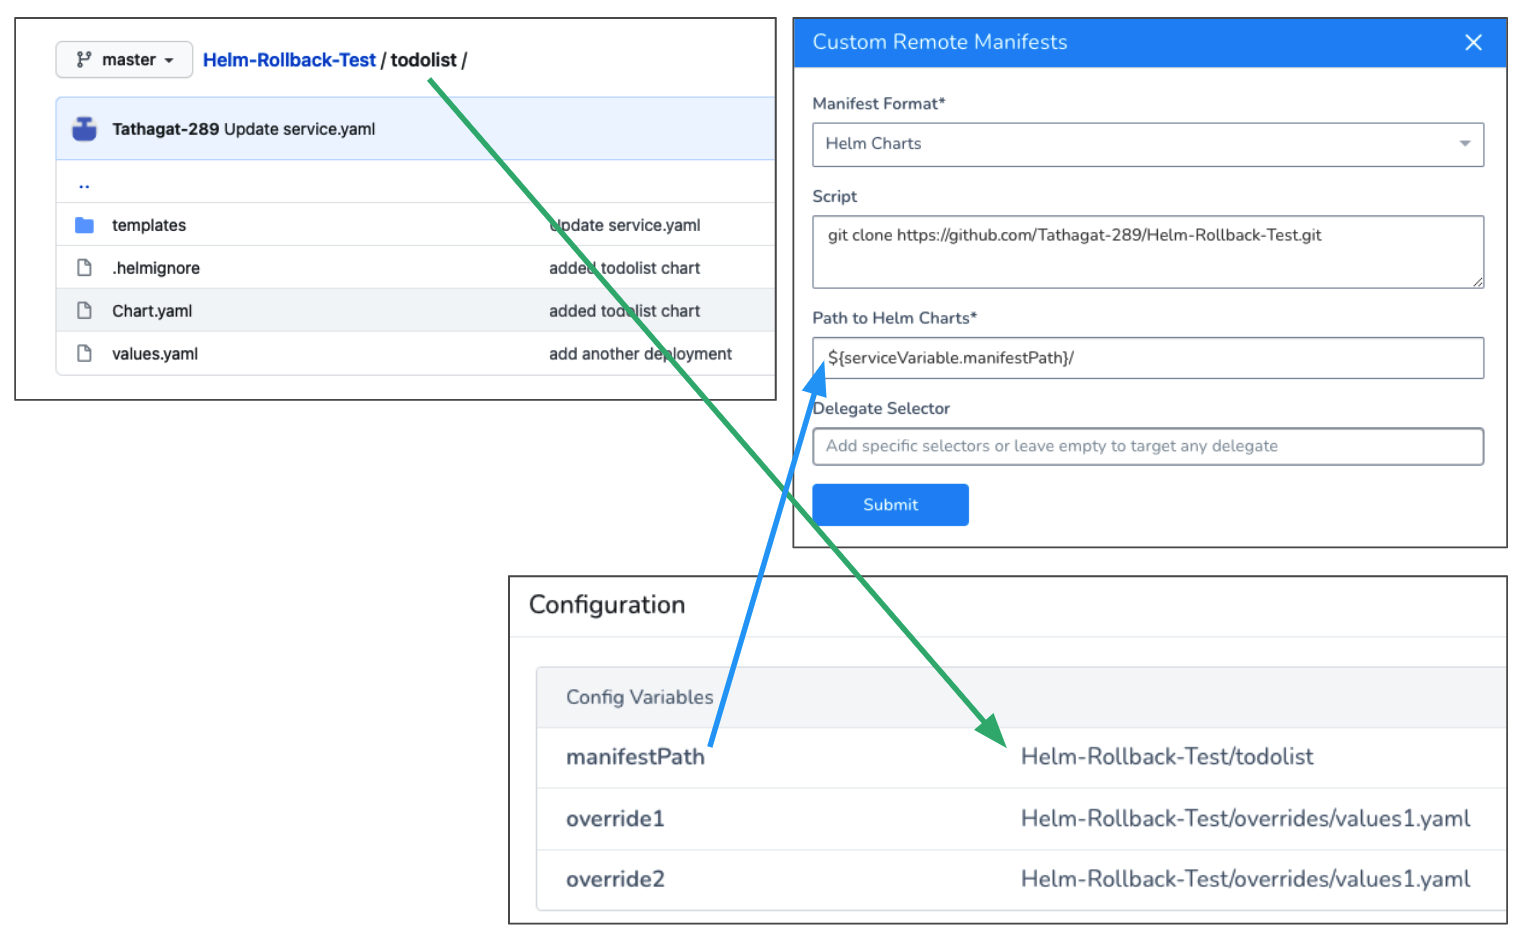 master
Helm-Rollback-Test / todolist /
Tathagat-289 Update service.yaml
..
templates Update service.yaml
.helmignore added todolist chart
Chart.yaml added todolist chart
values.yaml add another deployment
Custom Remote Manifests
Manifest Format*
Helm Charts
Script
git clone https://github.com/Tathagat-289/Helm-Rollback-Test.git
Path to Helm Charts*
${serviceVariable.manifestPath}/
Delegate Selector
Add specific selectors or leave empty to target any delegate
Submit
Configuration
Config Variables
manifestPath Helm-Rollback-Test/todolist
override1 Helm-Rollback-Test/overrides/values1.yaml
override2 Helm-Rollback-Test/overrides/values1.yaml